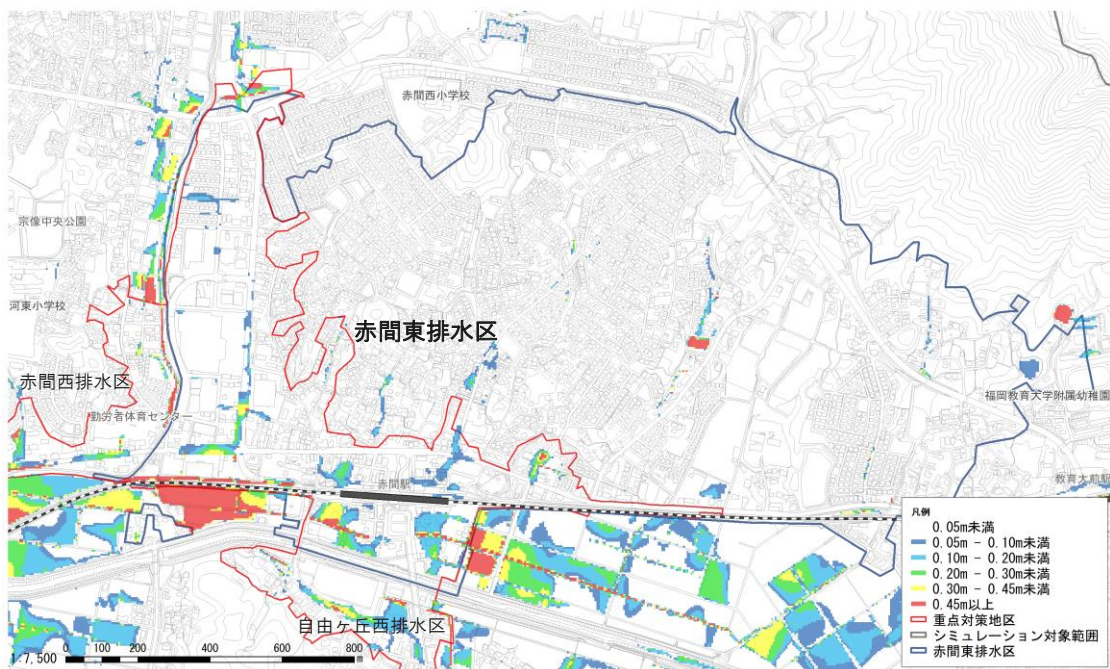 赤間西小学校
宗像中央公園
河東小学校
赤間東排水区
赤間西排水区
勤労者体育センター
福岡教育大学附属幼稚園
赤間駅
教育大前駅
自由ヶ丘西排水区
凡例
0.05m未満
0.05m - 0.10m未満
0.10m - 0.20m未満
0.20m - 0.30m未満
0.30m - 0.45m未満
0.45m以上
重点対策地区
シミュレーション対象範囲
赤間東排水区
1:7,500 0 100 200 400 600 800